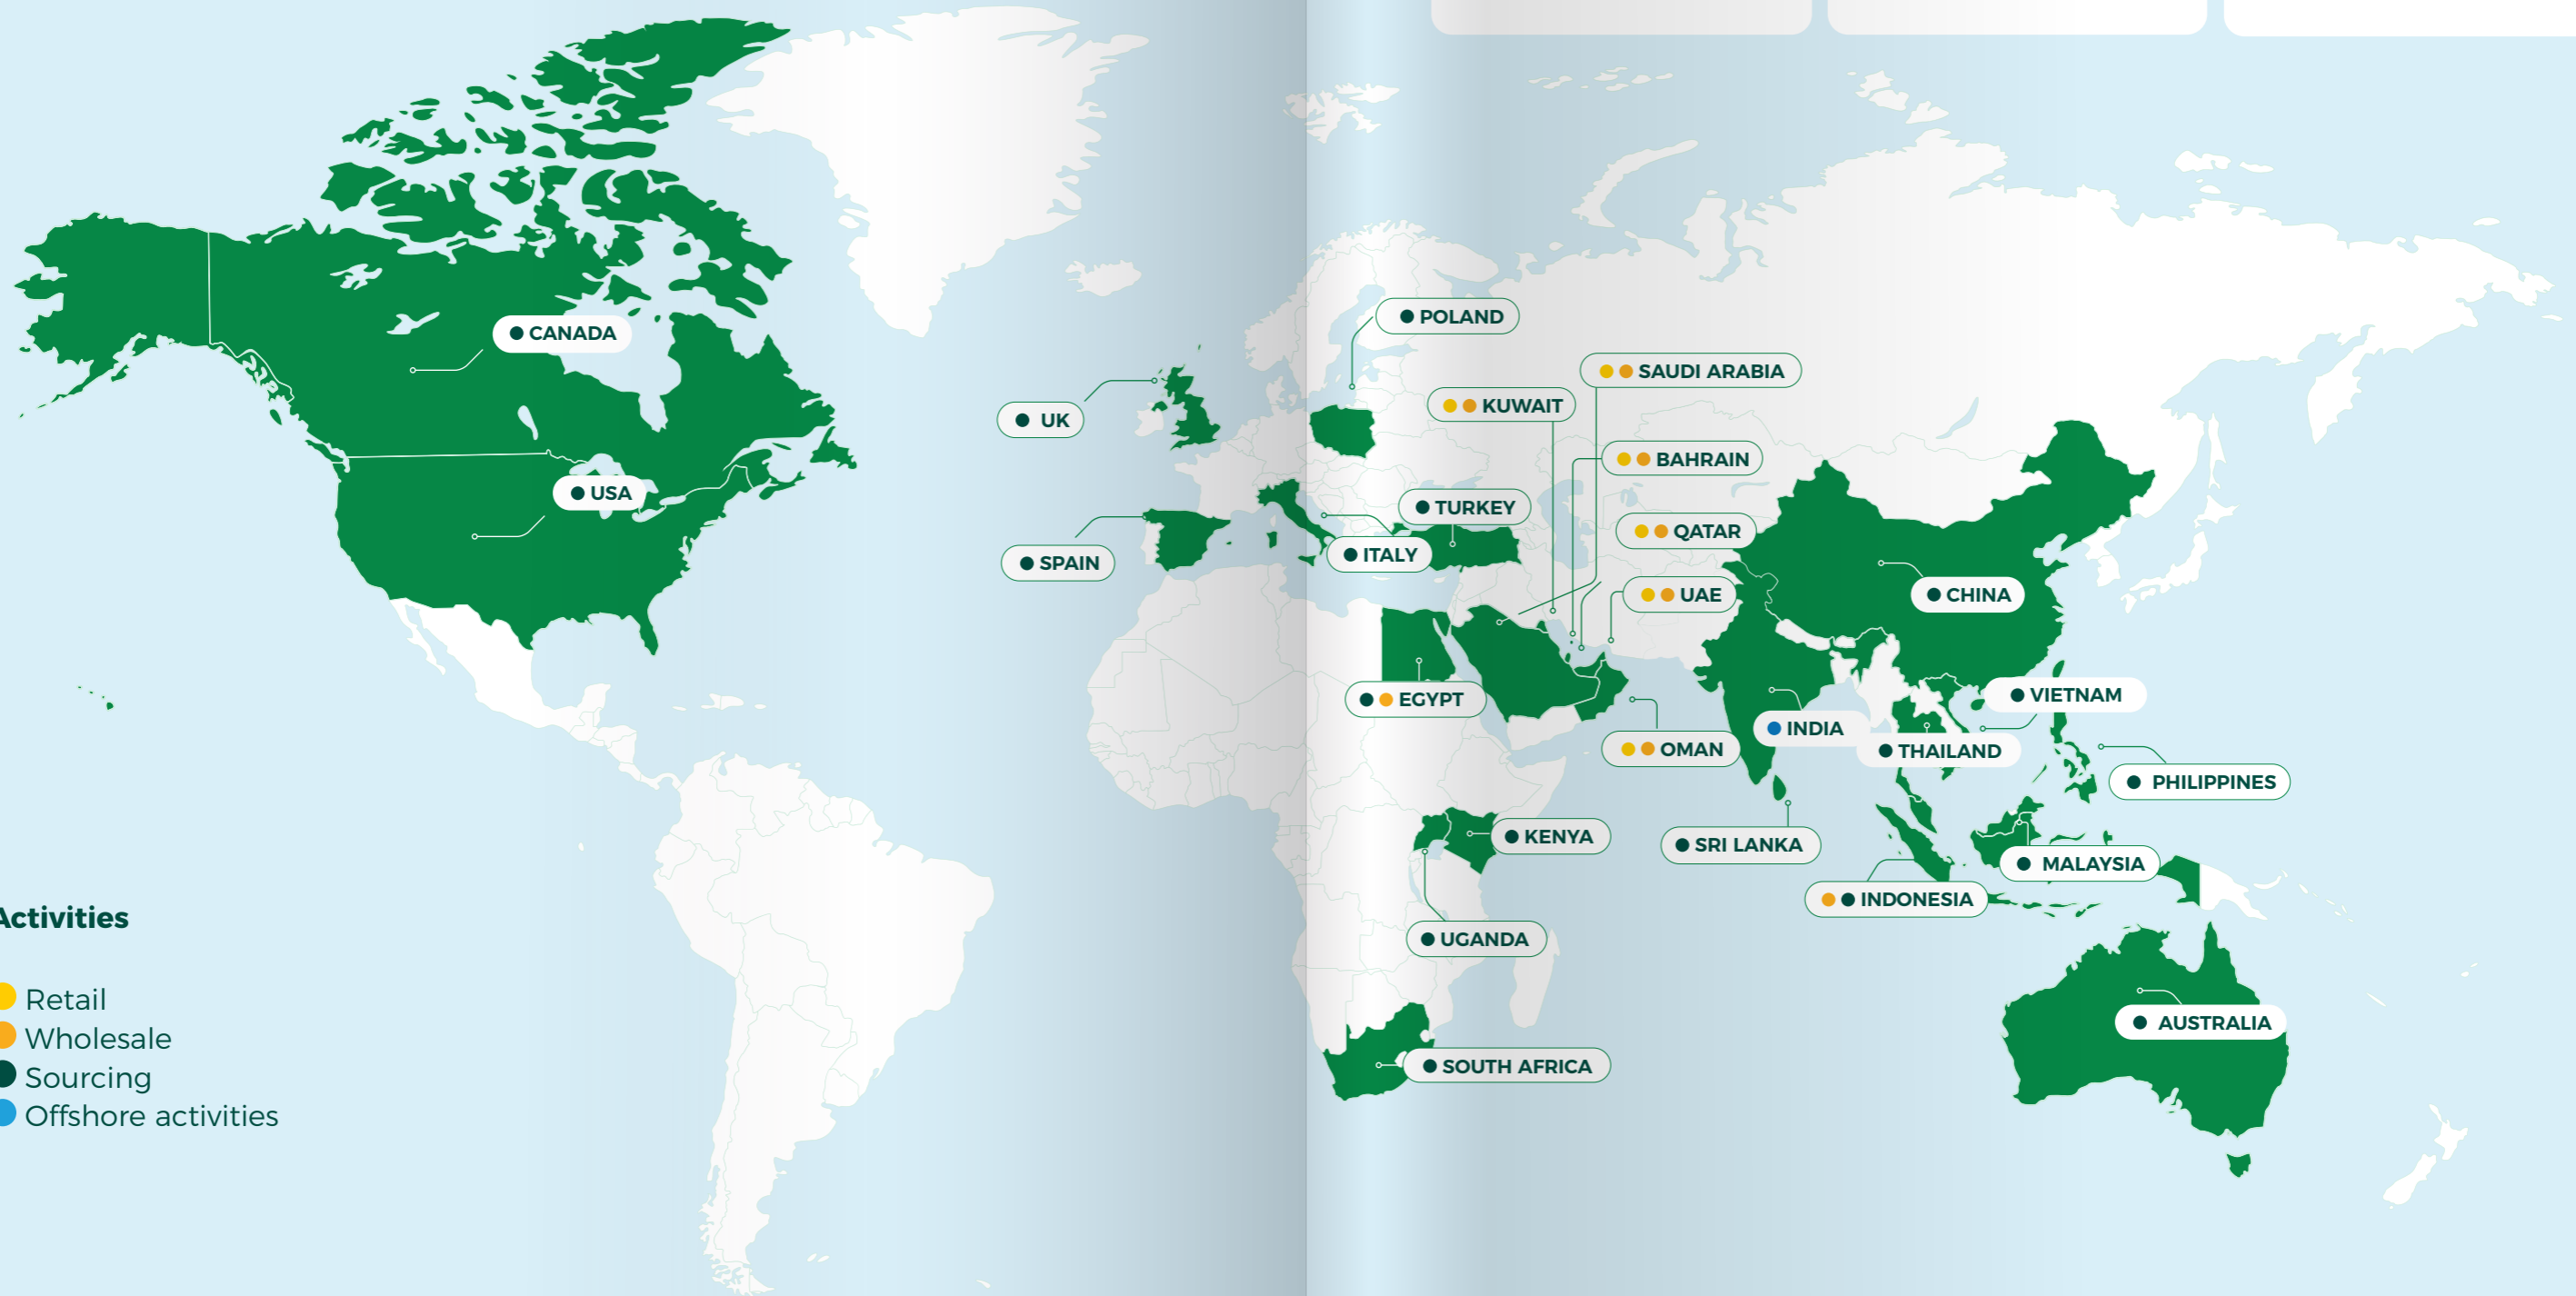 CANADA
USA
UK
SPAIN
POLAND
SAUDI ARABIA
KUWAIT
BAHRAIN
TURKEY
QATAR
ITALY
UAE
CHINA
EGYPT
VIETNAM
OMAN
INDIA
THAILAND
PHILIPPINES
KENYA
SRI LANKA
MALAYSIA
INDONESIA
UGANDA
AUSTRALIA
SOUTH AFRICA
Activities
Retail
Wholesale
Sourcing
Offshore activities